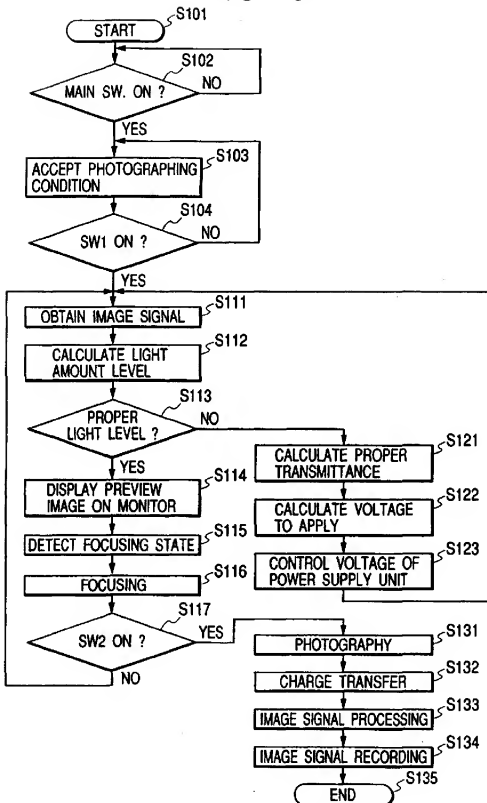 S101
START
S102
MAIN SW. ON ?
NO
YES
S103
ACCEPT PHOTOGRAPHING
CONDITION
S104
SW1 ON ?
NO
YES
S111
OBTAIN IMAGE SIGNAL
S112
CALCULATE LIGHT
AMOUNT LEVEL
S113
PROPER
LIGHT LEVEL ?
NO
YES
S121
CALCULATE PROPER
TRANSMITTANCE
S114
DISPLAY PREVIEW
IMAGE ON MONITOR
S122
CALCULATE VOLTAGE
TO APPLY
S115
DETECT FOCUSING STATE
S123
CONTROL VOLTAGE OF
POWER SUPPLY UNIT
S116
FOCUSING
S117
SW2 ON ?
YES
NO
S131
PHOTOGRAPHY
S132
CHARGE TRANSFER
S133
IMAGE SIGNAL PROCESSING
S134
IMAGE SIGNAL RECORDING
S135
END